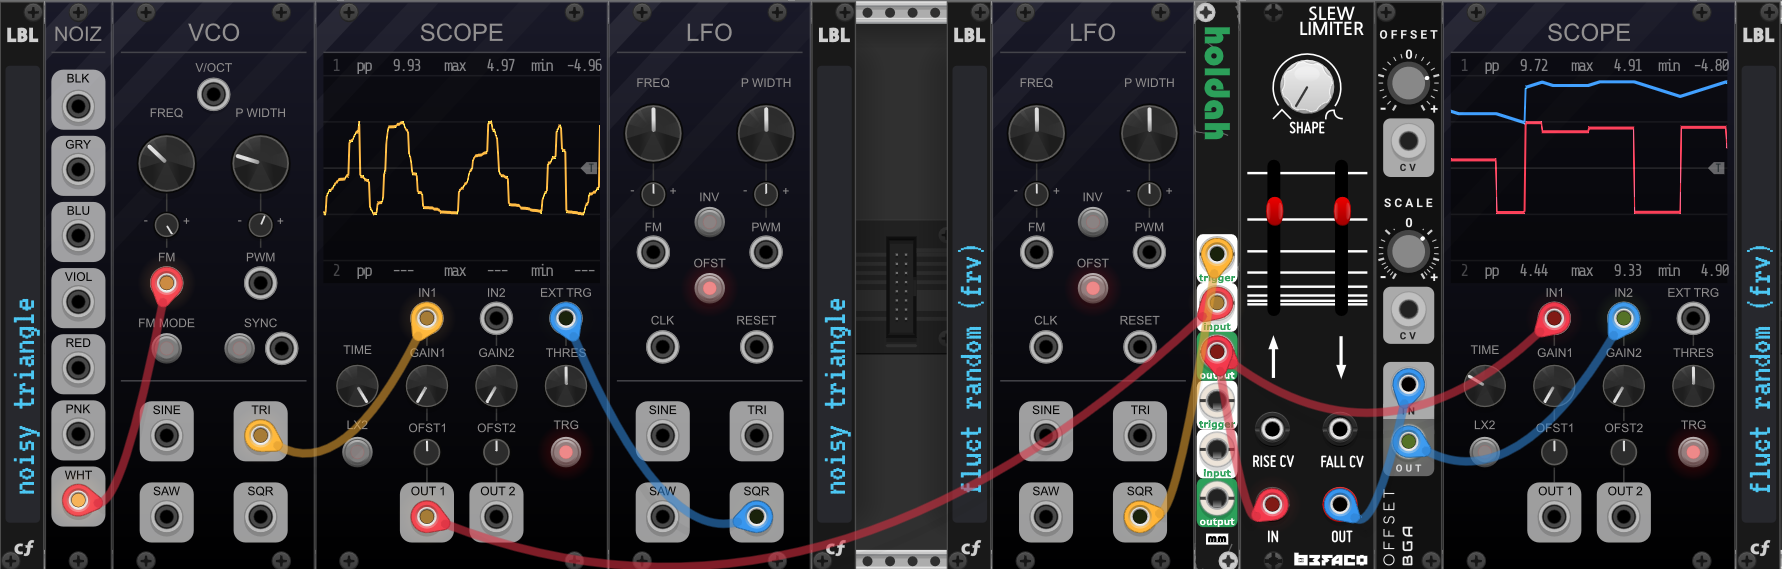 LBL
noisy triangle
cf
NOIZ
BLK
GRY
BLU
VIOL
RED
PNK
WHT
VCO
V/OCT
FREQ P WIDTH
- + - +
FM PWM
FM MODE SYNC
SINE TRI
SAW SQR
SCOPE
1 pp 9.93 max 4.97 min -4.96
T
2 pp --- max --- min ---
IN1 IN2 EXT TRG
TIME GAIN1 GAIN2 THRES
LX2 OFST1 OFST2 TRG
OUT 1 OUT 2
LFO
FREQ P WIDTH
- + - +
INV
FM PWM
OFST
CLK RESET
SINE TRI
SAW SQR
LBL
noisy triangle
cf
LBL
fluct random (frv)
cf
LFO
FREQ P WIDTH
- + - +
INV
FM PWM
OFST
CLK RESET
SINE TRI
SAW SQR
holdah
trigger
input
output
trigger
input
output
mm
SLEW
LIMITER
SHAPE
RISE CV FALL CV
IN OUT
B3FACO
OFFSET
0
- +
CV
SCALE
0
- +
CV
IN
OUT
OFFSET
BGA
SCOPE
1 pp 9.72 max 4.91 min -4.80
T
2 pp 4.44 max 9.33 min 4.90
IN1 IN2 EXT TRG
TIME GAIN1 GAIN2 THRES
LX2 OFST1 OFST2 TRG
OUT 1 OUT 2
LBL
fluct random (frv)
cf